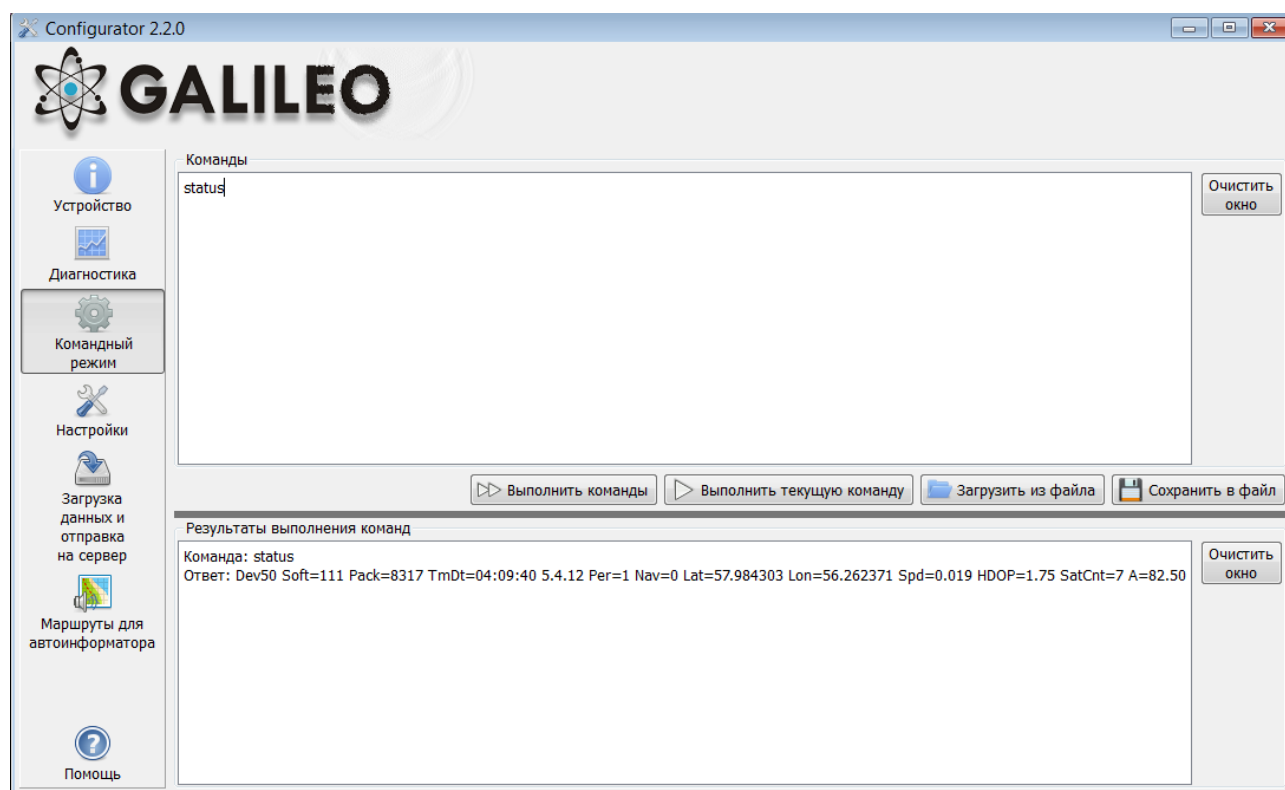 Configurator 2.2.0
GALILEO
Устройство
Диагностика
Командный
режим
Настройки
Загрузка
данных и
отправка
на сервер
Маршруты для
автоинформатора
Помощь
Команды
status
Очистить
окно
Выполнить команды
Выполнить текущую команду
Загрузить из файла
Сохранить в файл
Результаты выполнения команд
Команда: status
Ответ: Dev50 Soft=111 Pack=8317 TmDt=04:09:40 5.4.12 Per=1 Nav=0 Lat=57.984303 Lon=56.262371 Spd=0.019 HDOP=1.75 SatCnt=7 A=82.50
Очистить
окно